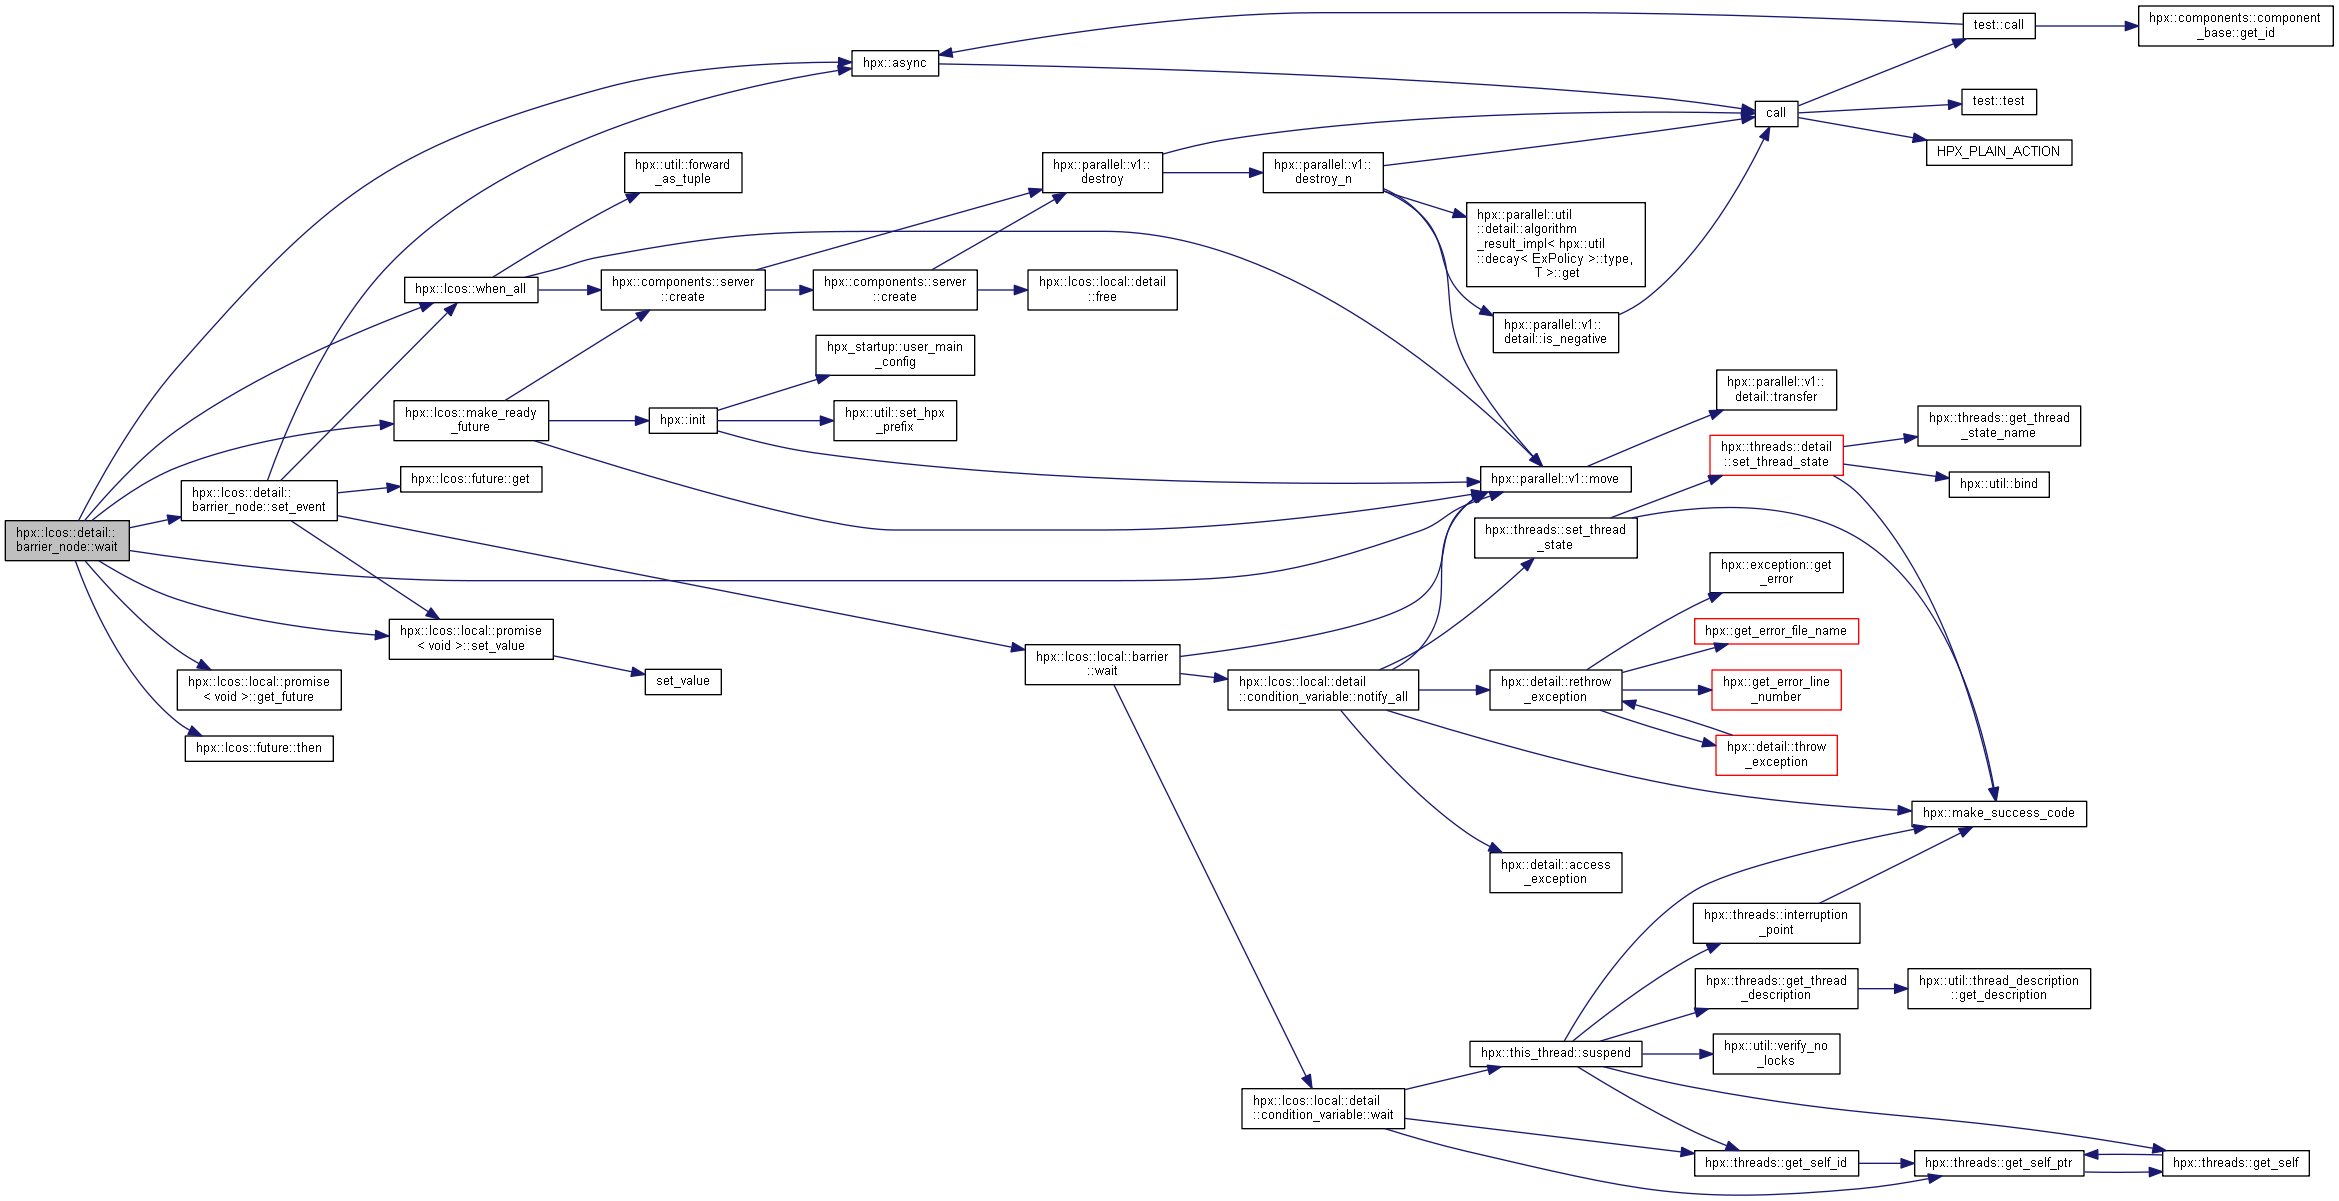 test::call
hpx::components::component
_base::get_id
hpx::async
test::test
call
HPX_PLAIN_ACTION
hpx::util::forward
_as_tuple
hpx::parallel::v1::
destroy
hpx::parallel::v1::
destroy_n
hpx::parallel::util
::detail::algorithm
_result_impl< hpx::util
::decay< ExPolicy >::type,
T >::get
hpx::lcos::when_all
hpx::components::server
::create
hpx::components::server
::create
hpx::lcos::local::detail
::free
hpx::parallel::v1::
detail::is_negative
hpx_startup::user_main
_config
hpx::parallel::v1::
detail::transfer
hpx::lcos::make_ready
_future
hpx::init
hpx::util::set_hpx
_prefix
hpx::threads::get_thread
_state_name
hpx::threads::detail
::set_thread_state
hpx::lcos::future::get
hpx::parallel::v1::move
hpx::util::bind
hpx::lcos::detail::
barrier_node::set_event
hpx::lcos::detail::
barrier_node::wait
hpx::threads::set_thread
_state
hpx::exception::get
_error
hpx::lcos::local::promise
< void >::set_value
hpx::get_error_file_name
hpx::lcos::local::barrier
::wait
hpx::lcos::local::promise
< void >::get_future
set_value
hpx::lcos::local::detail
::condition_variable::notify_all
hpx::detail::rethrow
_exception
hpx::get_error_line
_number
hpx::lcos::future::then
hpx::detail::throw
_exception
hpx::make_success_code
hpx::detail::access
_exception
hpx::threads::interruption
_point
hpx::threads::get_thread
_description
hpx::util::thread_description
::get_description
hpx::this_thread::suspend
hpx::util::verify_no
_locks
hpx::lcos::local::detail
::condition_variable::wait
hpx::threads::get_self_id
hpx::threads::get_self_ptr
hpx::threads::get_self